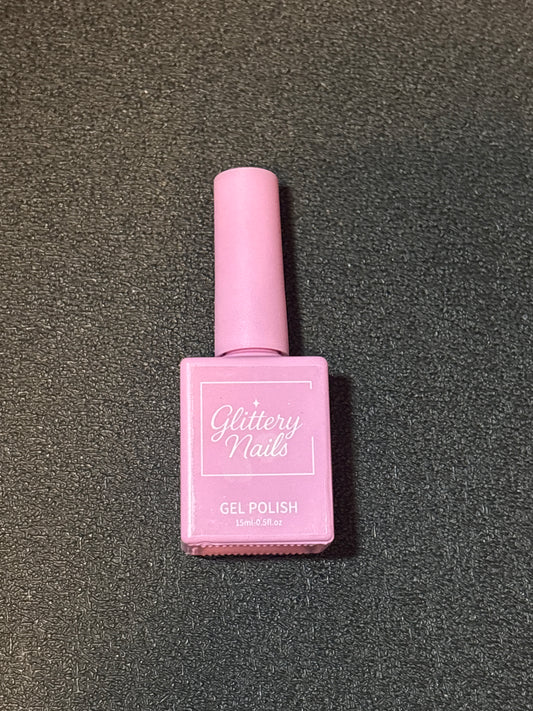 Glittery
Nails
GEL POLISH
15ml-0.5fl.oz